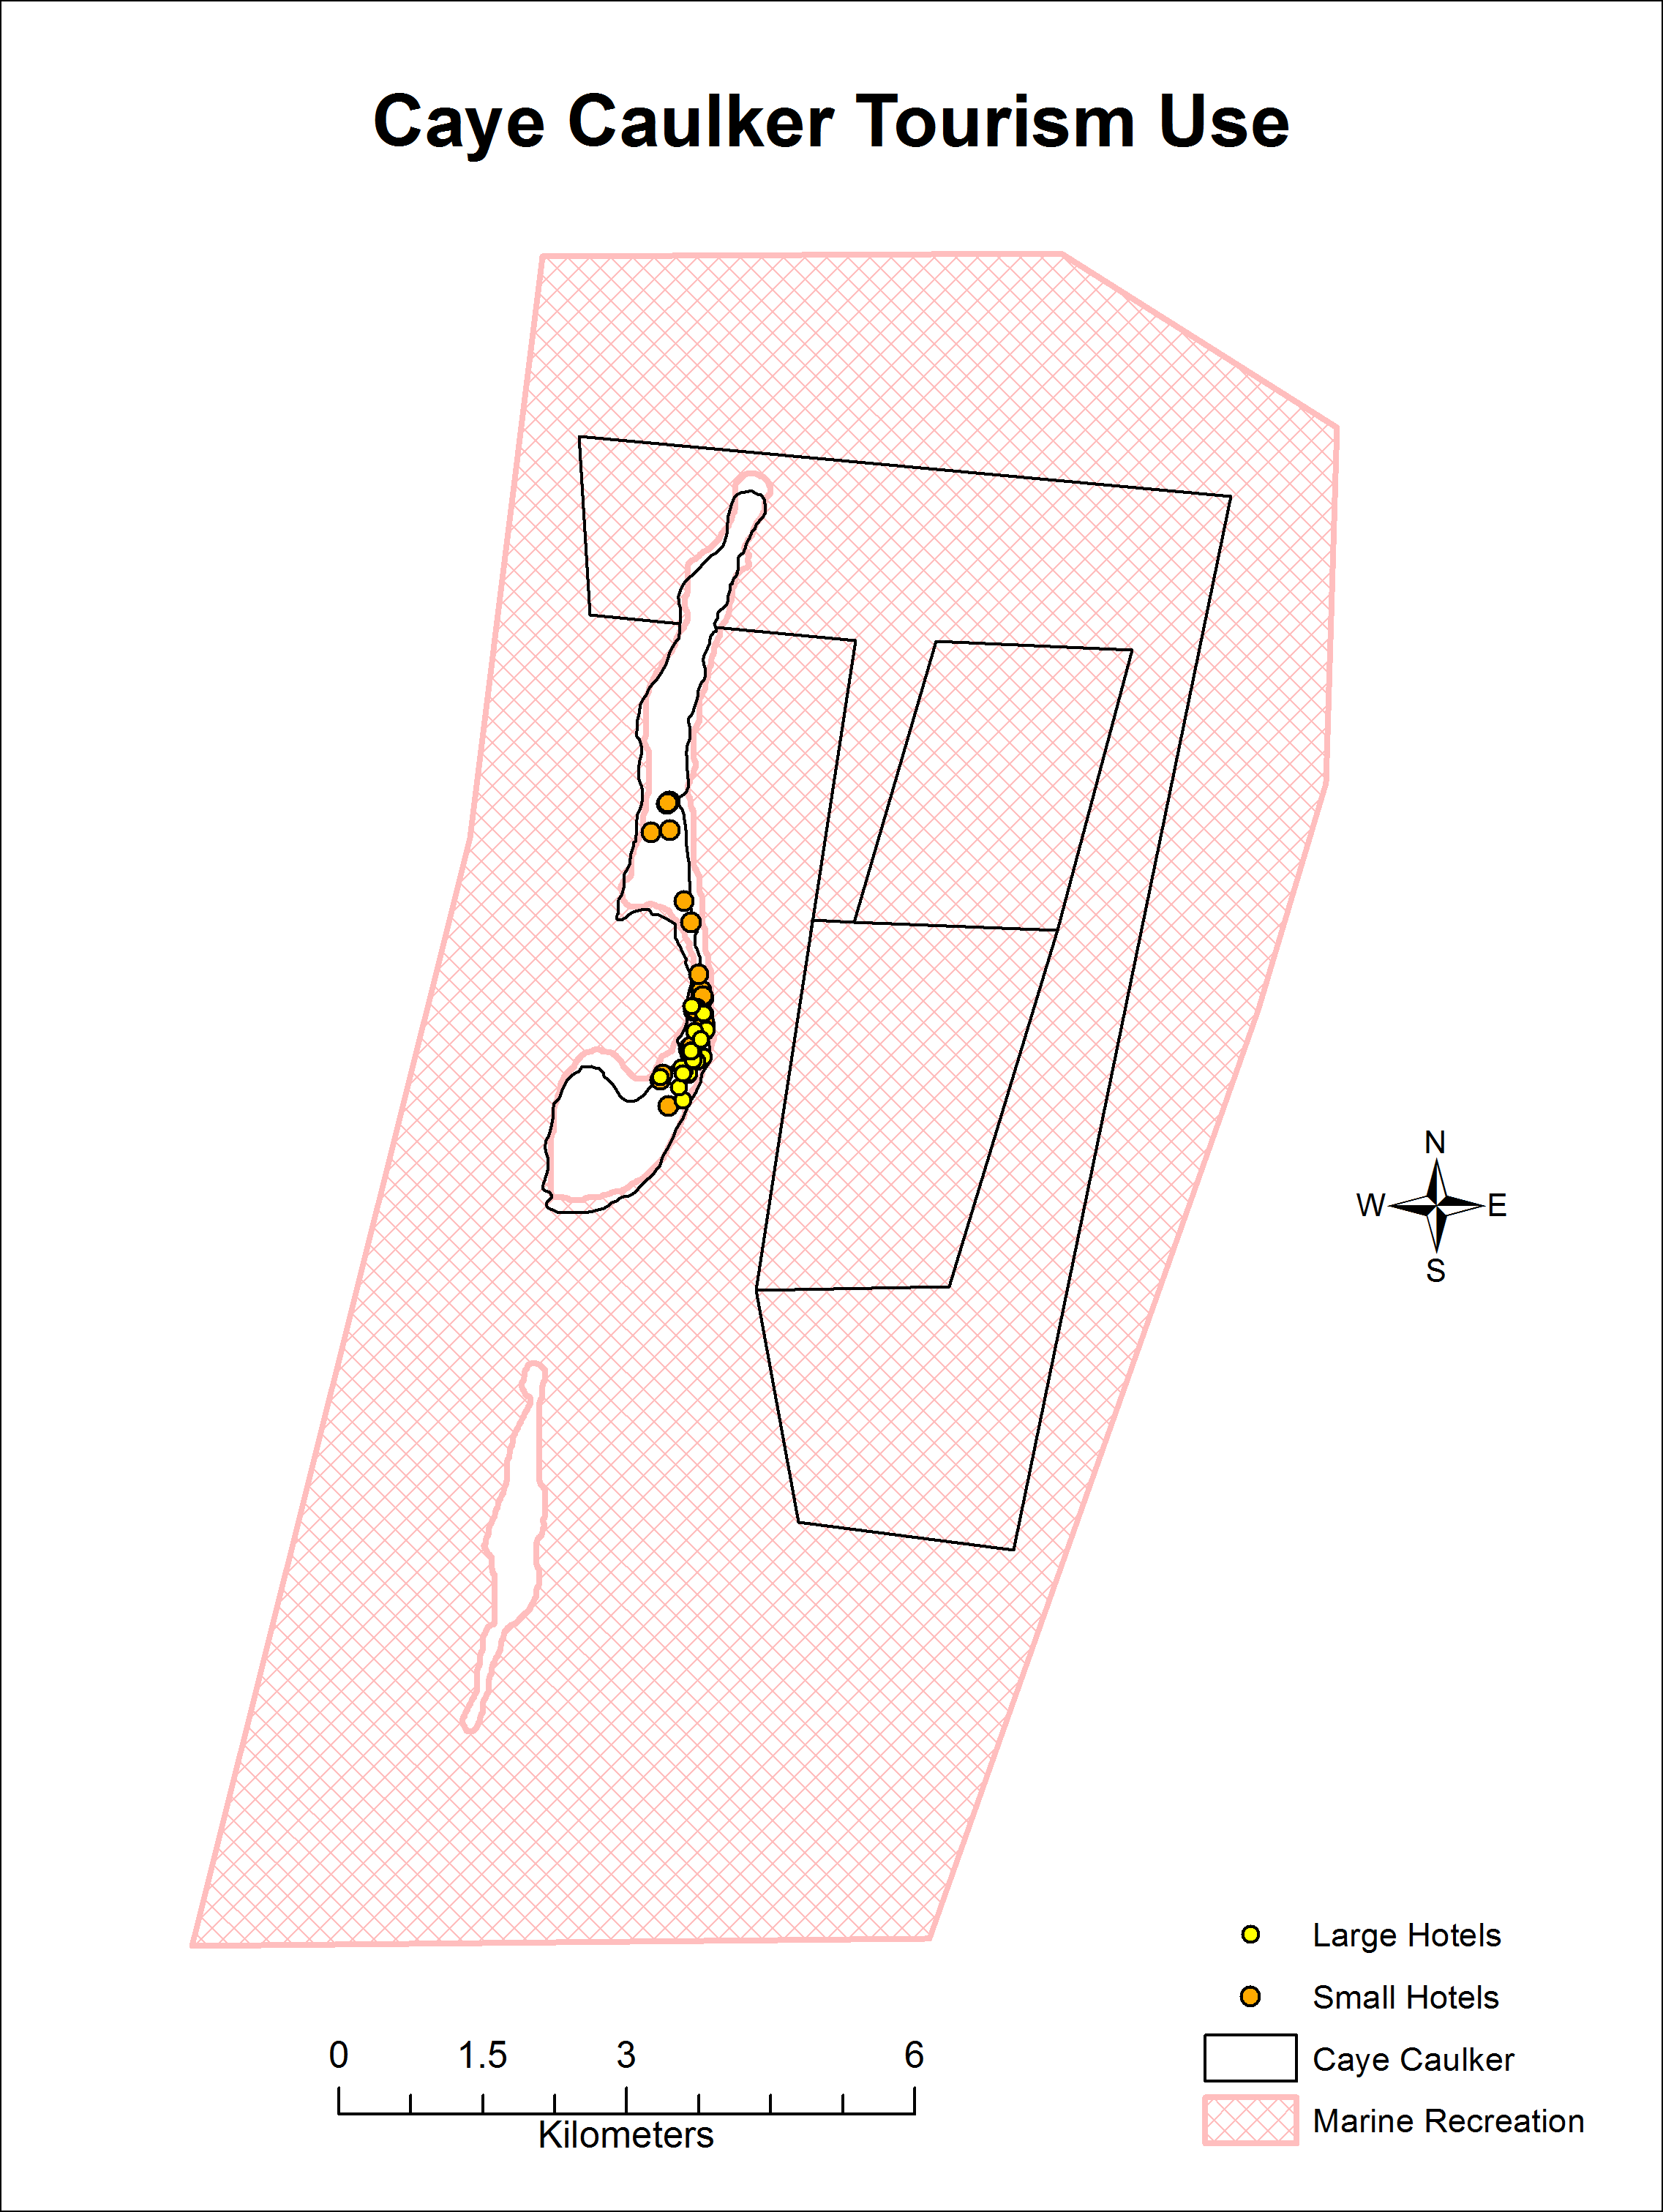 Caye Caulker Tourism Use
N
W E
S
Large Hotels
Small Hotels
Caye Caulker
Marine Recreation
0 1.5 3 6
Kilometers